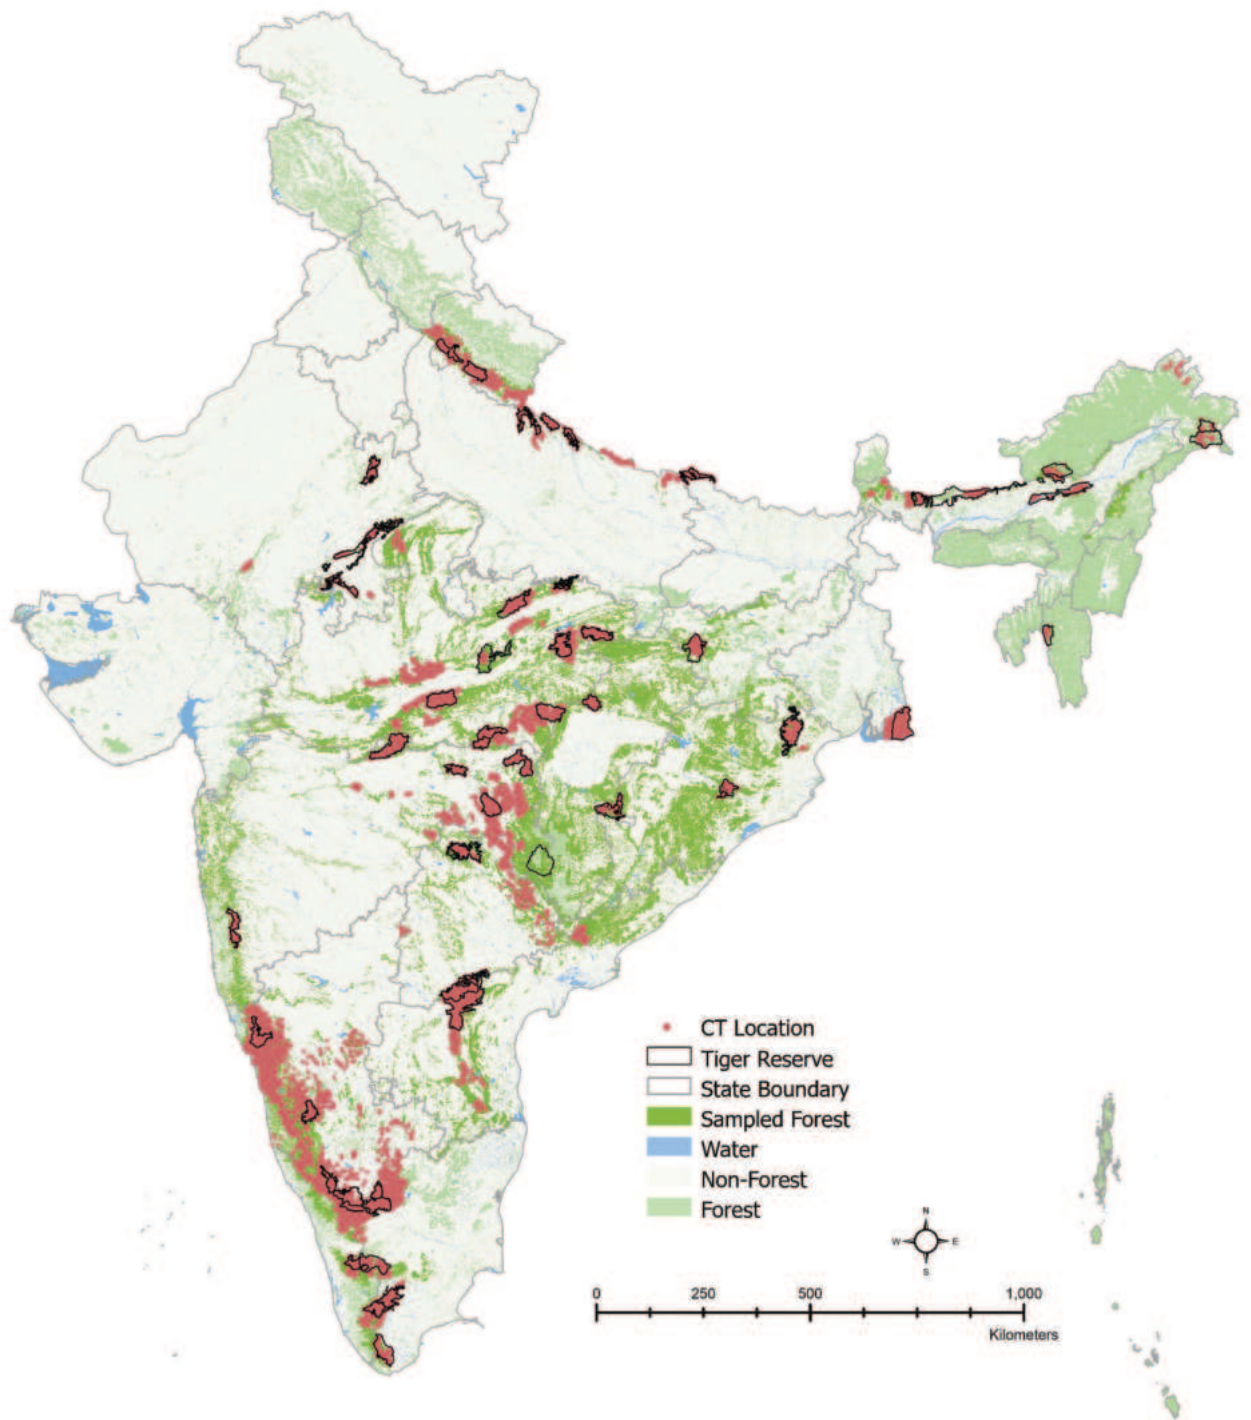 CT Location
Tiger Reserve
State Boundary
Sampled Forest
Water
Non-Forest
Forest
N
W E
S
0 250 500 1,000
Kilometers